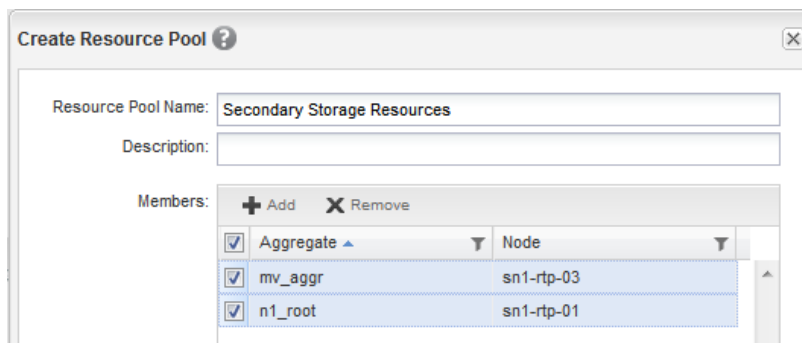 Create Resource Pool ?
Resource Pool Name: Secondary Storage Resources
Description:
Members: Add Remove
Aggregate Node
mv_aggr sn1-rtp-03
n1_root sn1-rtp-01